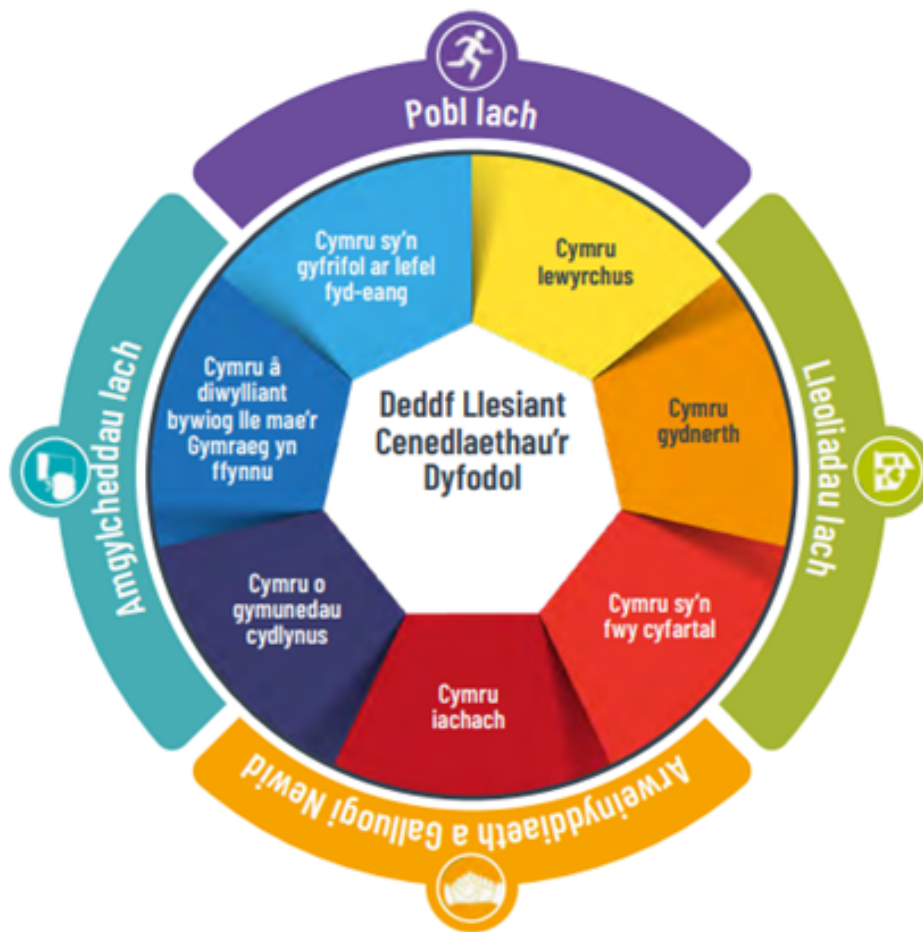 Pobl Iach
Cymru sy'n
gyfrifol ar lefel
fyd-eang
Cymru
lewyrchus
Cymru â
diwylliant
bywiog lle mae'r
Gymraeg yn
ffynnu
Deddf Llesiant
Cenedlaethau'r
Dyfodol
Cymru
gydnerth
Amgylcheddau Iach
Lleoliadau Iach
Cymru o
gymunedau
cydlynus
Cymru sy'n
fwy cyfartal
Cymru
iachach
Arweinyddiaeth a Galluogi Newid